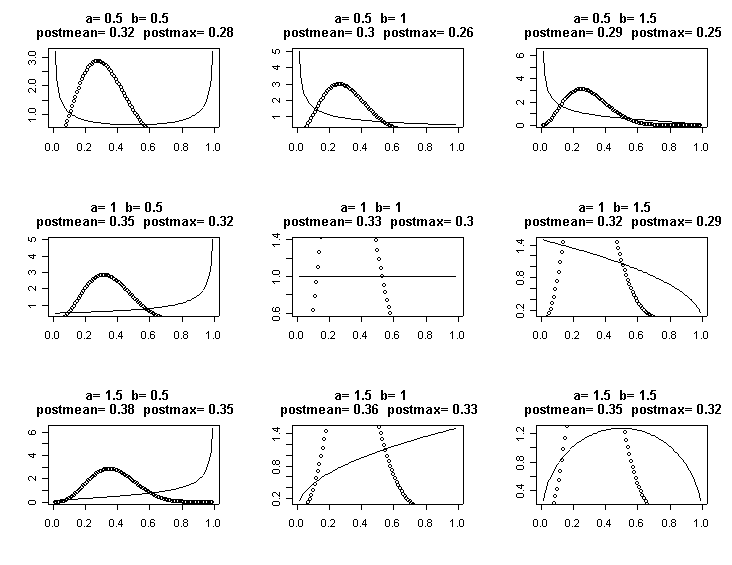 a= 0.5 b= 0.5
postmean= 0.32 postmax= 0.28
a= 0.5 b= 1
postmean= 0.3 postmax= 0.26
a= 0.5 b= 1.5
postmean= 0.29 postmax= 0.25
1.0 2.0 3.0
0.0 0.2 0.4 0.6 0.8 1.0
1 2 3 4 5
0.0 0.2 0.4 0.6 0.8 1.0
0 2 4 6
0.0 0.2 0.4 0.6 0.8 1.0
a= 1 b= 0.5
postmean= 0.35 postmax= 0.32
a= 1 b= 1
postmean= 0.33 postmax= 0.3
a= 1 b= 1.5
postmean= 0.32 postmax= 0.29
1 2 3 4 5
0.0 0.2 0.4 0.6 0.8 1.0
0.6 1.0 1.4
0.0 0.2 0.4 0.6 0.8 1.0
0.2 0.8 1.4
0.0 0.2 0.4 0.6 0.8 1.0
a= 1.5 b= 0.5
postmean= 0.38 postmax= 0.35
a= 1.5 b= 1
postmean= 0.36 postmax= 0.33
a= 1.5 b= 1.5
postmean= 0.35 postmax= 0.32
0 2 4 6
0.0 0.2 0.4 0.6 0.8 1.0
0.2 0.8 1.4
0.0 0.2 0.4 0.6 0.8 1.0
0.4 0.8 1.2
0.0 0.2 0.4 0.6 0.8 1.0